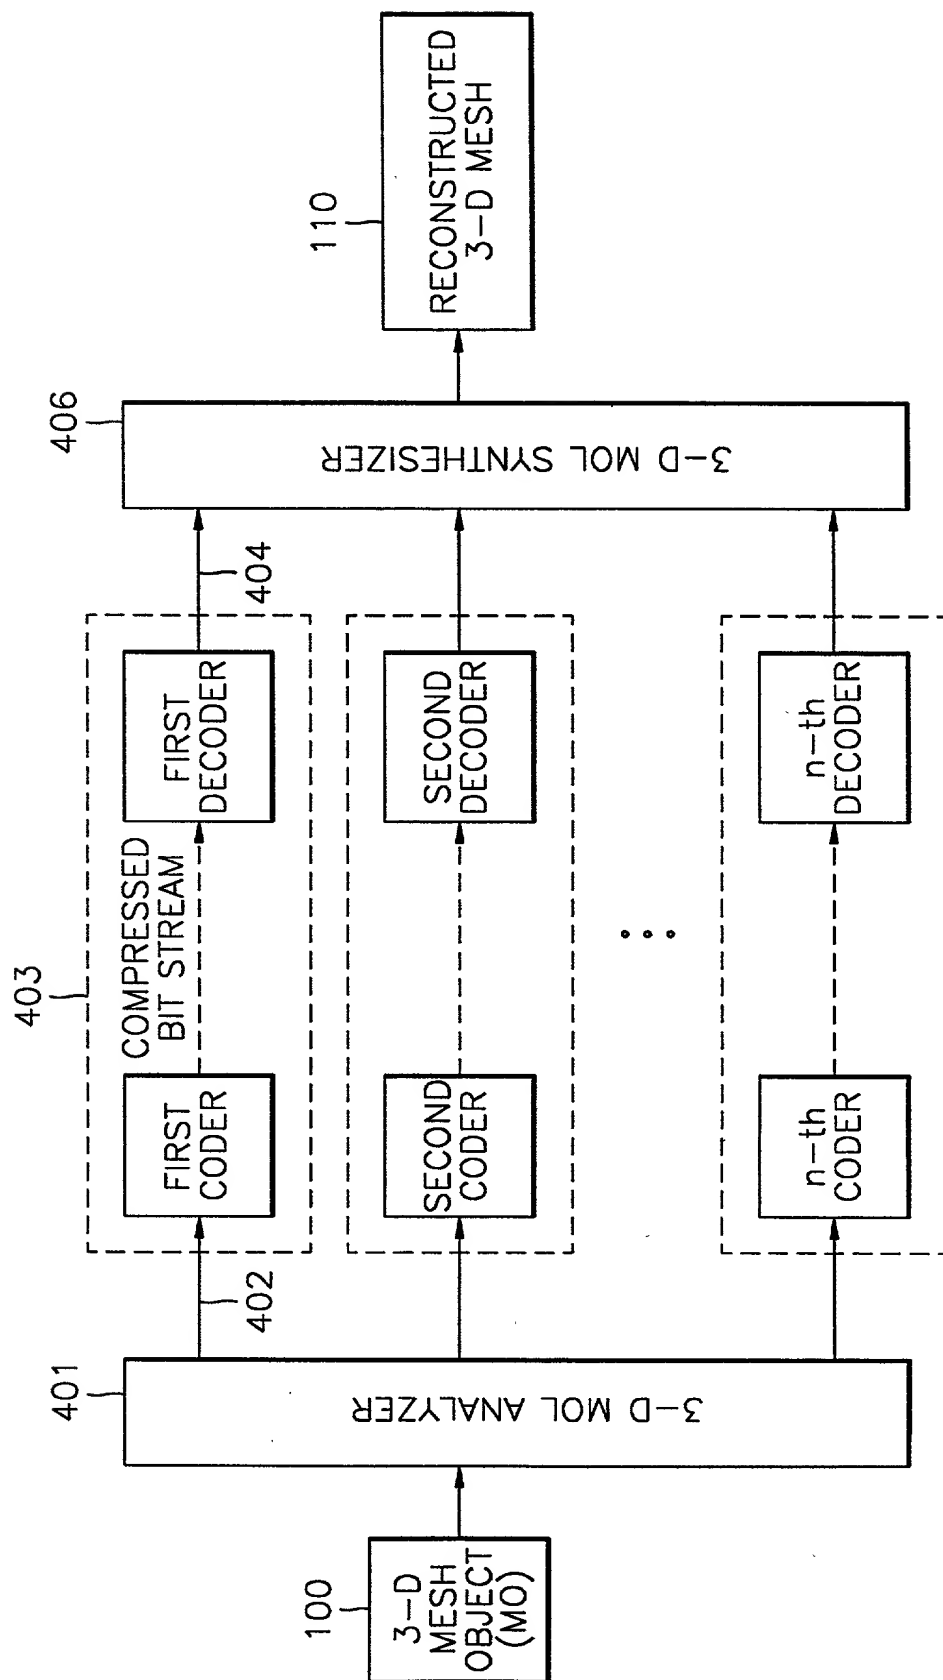 100
3-D
MESH
OBJECT
(MO)
401
3-D MOL ANALYZER
402
403
FIRST
CODER
COMPRESSED
BIT STREAM
FIRST
DECODER
SECOND
CODER
SECOND
DECODER
n-th
CODER
n-th
DECODER
404
406
3-D MOL SYNTHESIZER
110
RECONSTRUCTED
3-D MESH